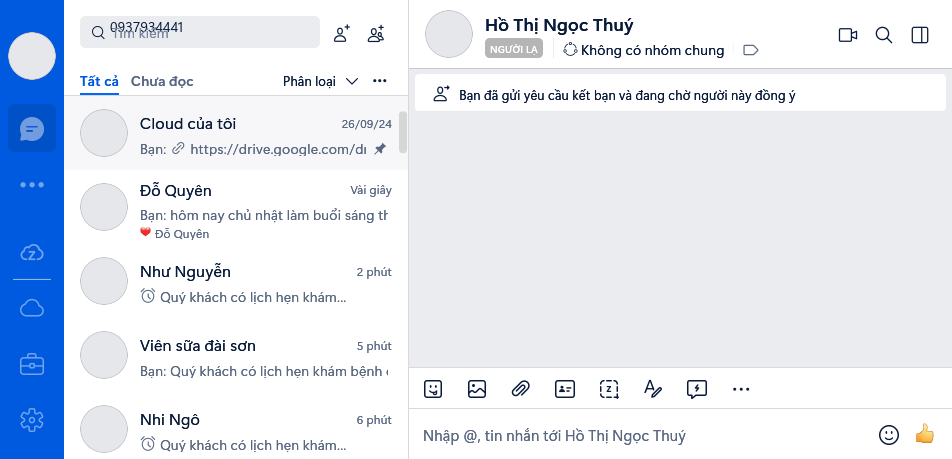 0937934441
Tìm kiếm
Tất cả Chưa đọc Phân loại
Cloud của tôi 26/09/24
Bạn: https://drive.google.com/dr
Đỗ Quyên Vài giây
Bạn: hôm nay chủ nhật làm buổi sáng th
Đỗ Quyên
Như Nguyễn 2 phút
Quý khách có lịch hẹn khám...
Viên sữa đài sơn 5 phút
Bạn: Quý khách có lịch hẹn khám bệnh
Nhi Ngô 6 phút
Quý khách có lịch hẹn khám...
Hồ Thị Ngọc Thuý
NGƯỜI LẠ Không có nhóm chung
Bạn đã gửi yêu cầu kết bạn và đang chờ người này đồng ý
Nhập @, tin nhắn tới Hồ Thị Ngọc Thuý